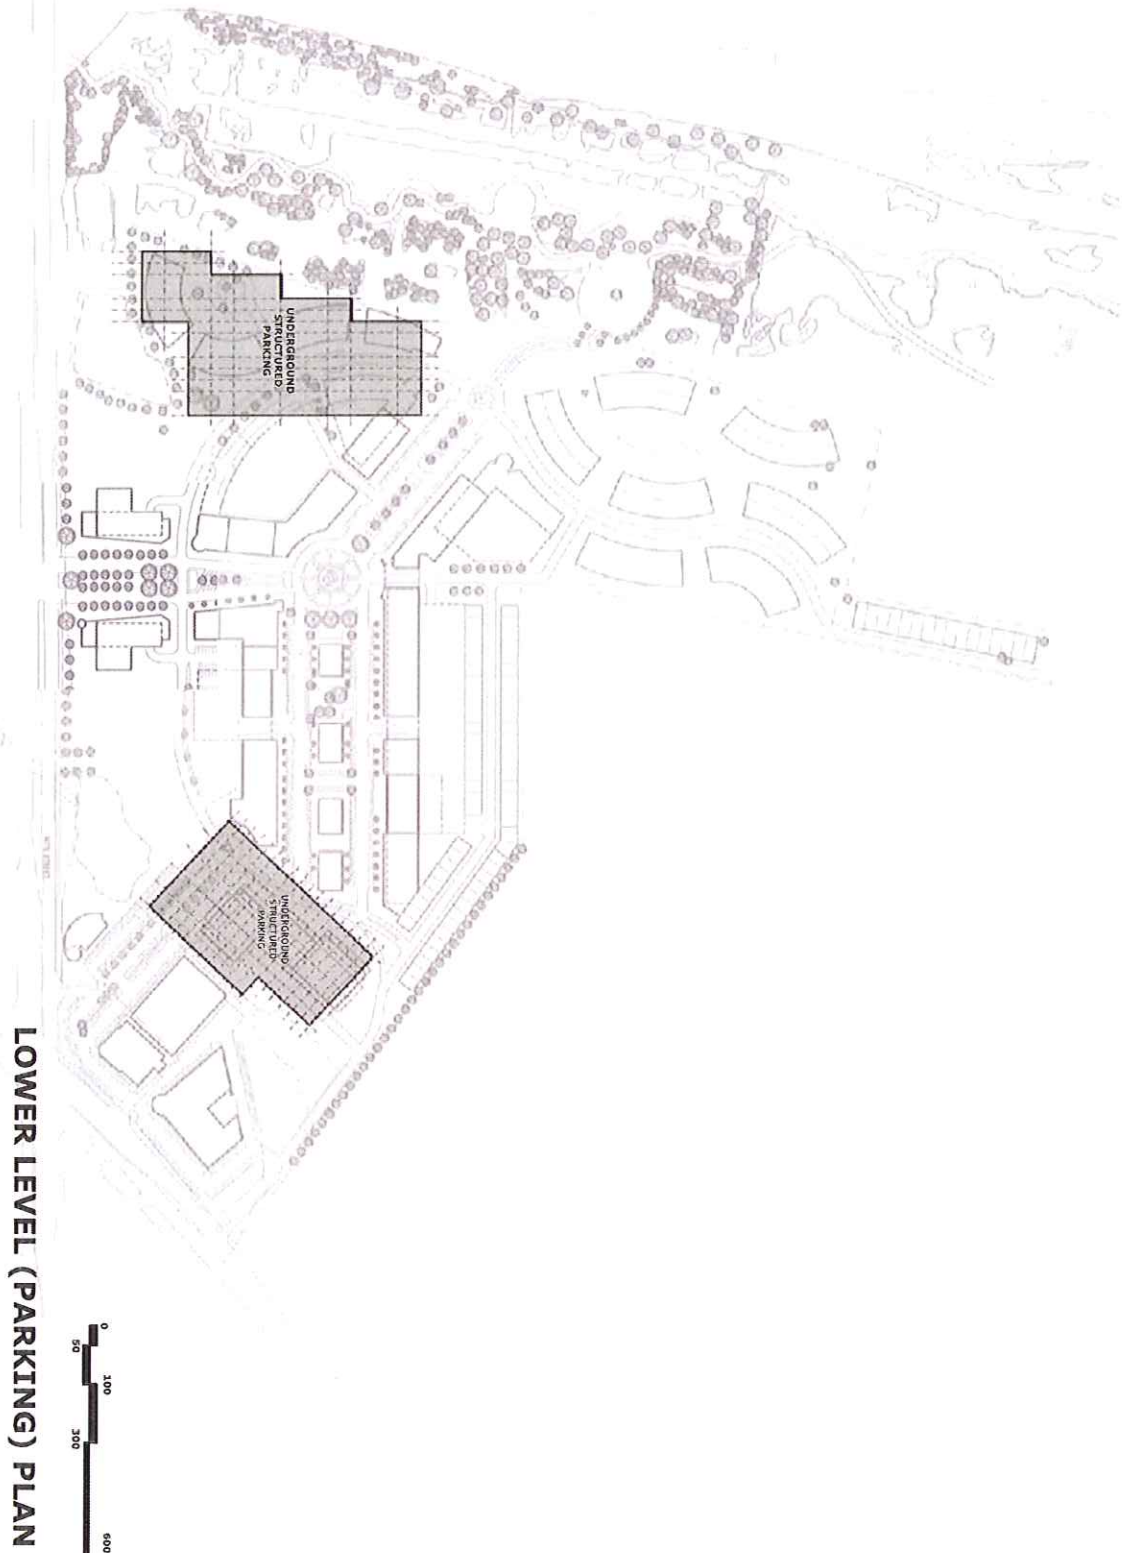 UNDERGROUND
STRUCTURED
PARKING
UNDERGROUND
STRUCTURED
PARKING
LOWER LEVEL (PARKING) PLAN
0
50
100
300
600